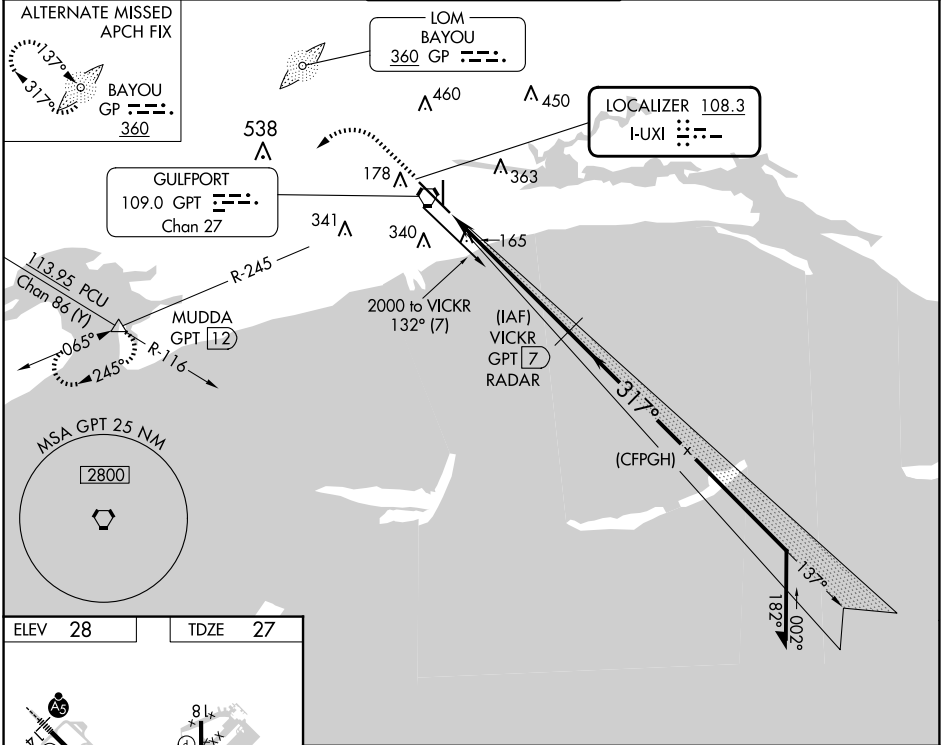 ALTERNATE MISSED
APCH FIX
137°
317°
BAYOU
GP
360
LOM
BAYOU
360 GP
460
450
LOCALIZER 108.3
I-UXI
538
178
363
GULFPORT
109.0 GPT
Chan 27
341
340
165
R-245
113.95 PCU
Chan 86 (Y)
MUDDA
GPT 12
065°
245°
R-116
2000 to VICKR
132° (7)
(IAF)
VICKR
GPT 7
RADAR
317°
(CFPGH)
137°
182°
002°
MSA GPT 25 NM
2800
ELEV 28
TDZE 27
A5
18